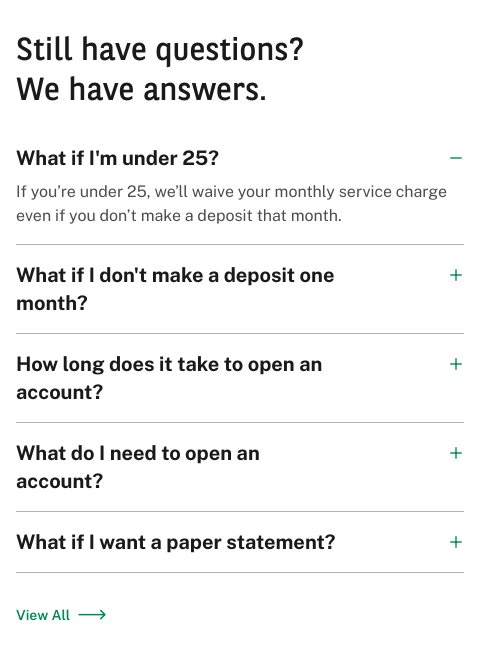 Still have questions?
We have answers.
What if I'm under 25?
If you’re under 25, we’ll waive your monthly service charge
even if you don’t make a deposit that month.
What if I don't make a deposit one
month?
How long does it take to open an
account?
What do I need to open an
account?
What if I want a paper statement?
View All